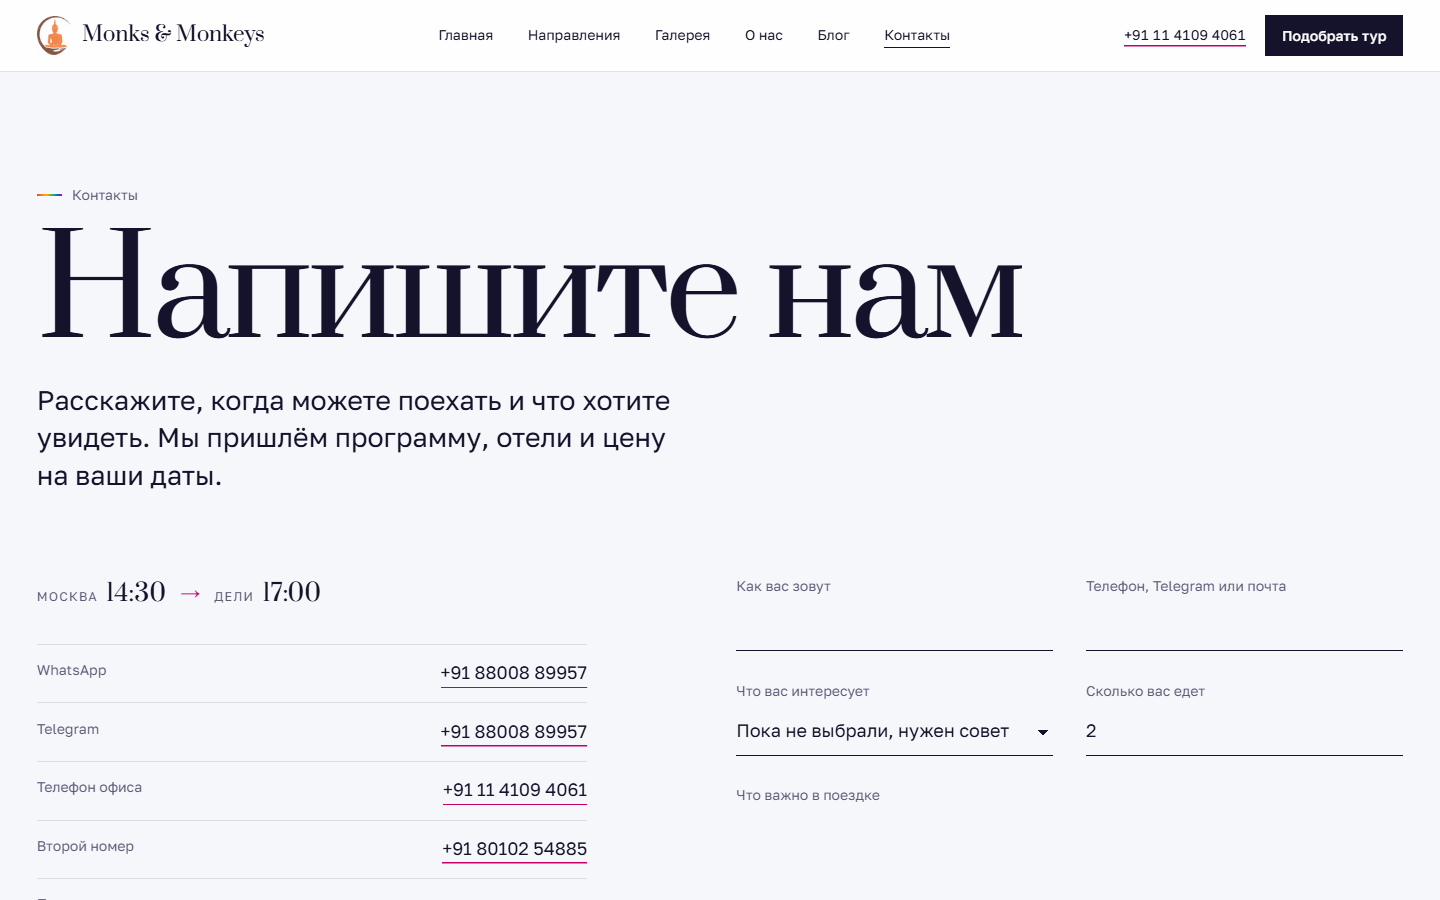 Monks & Monkeys
Главная
Направления
Галерея
О нас
Блог
Контакты
+91 11 4109 4061
Подобрать тур
Контакты
Напишите нам
Расскажите, когда можете поехать и что хотите
увидеть. Мы пришлём программу, отели и цену
на ваши даты.
МОСКВА 14:30 → ДЕЛИ 17:00
WhatsApp
+91 88008 89957
Telegram
+91 88008 89957
Телефон офиса
+91 11 4109 4061
Второй номер
+91 80102 54885
Как вас зовут
Телефон, Telegram или почта
Что вас интересует
Сколько вас едет
Пока не выбрали, нужен совет
2
Что важно в поездке